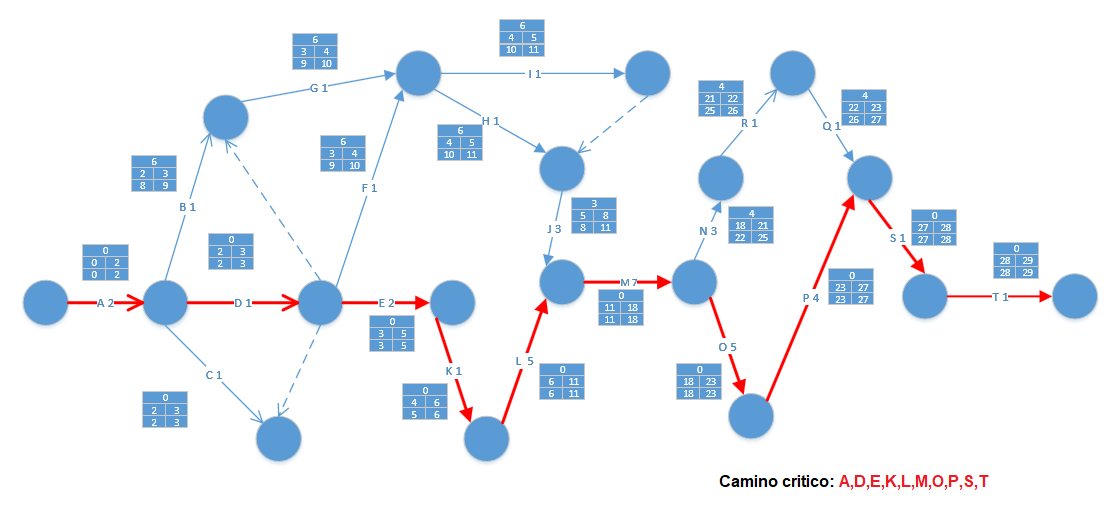 6
3 4
9 10
G 1
6
4 5
10 11
I 1
6
3 4
9 10
F 1
H 1
6
4 5
10 11
6
2 3
8 9
B 1
0
0 2
0 2
A 2
0
2 3
2 3
D 1
C 1
0
2 3
2 3
E 2
0
3 5
3 5
K 1
0
4 6
5 6
L 5
0
6 11
6 11
J 3
3
5 8
8 11
M 7
0
11 18
11 18
N 3
4
18 21
22 25
R 1
4
21 22
25 26
Q 1
4
22 23
26 27
O 5
0
18 23
18 23
P 4
0
23 27
23 27
S 1
0
27 28
27 28
T 1
0
28 29
28 29
Camino critico: A,D,E,K,L,M,O,P,S,T